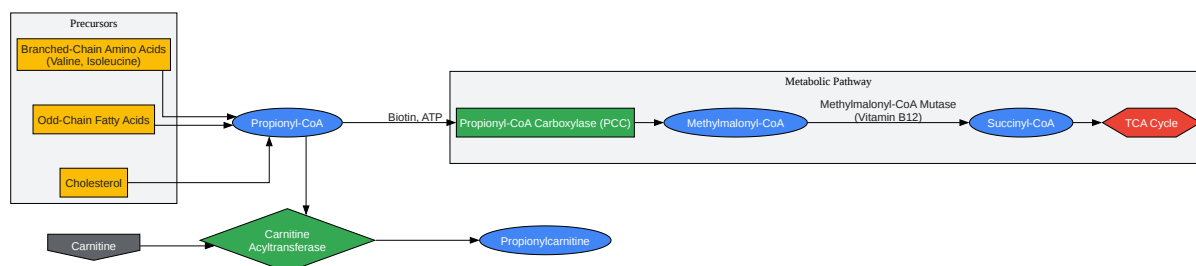 Precursors
Branched-Chain Amino Acids
(Valine, Isoleucine)
Odd-Chain Fatty Acids
Cholesterol
Propionyl-CoA
Biotin, ATP
Metabolic Pathway
Propionyl-CoA Carboxylase (PCC)
Methylmalonyl-CoA
Methylmalonyl-CoA Mutase
(Vitamin B12)
Succinyl-CoA
TCA Cycle
Carnitine
Carnitine
Acyltransferase
Propionylcarnitine